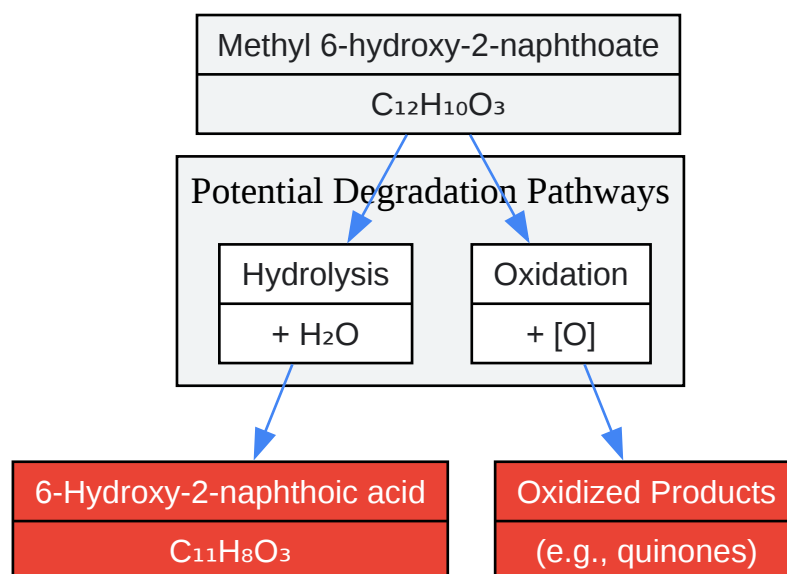 Methyl 6-hydroxy-2-naphthoate
C₁₂H₁₀O₃
Potential Degradation Pathways
Hydrolysis
+ H₂O
Oxidation
+ [O]
6-Hydroxy-2-naphthoic acid
C₁₁H₈O₃
Oxidized Products
(e.g., quinones)